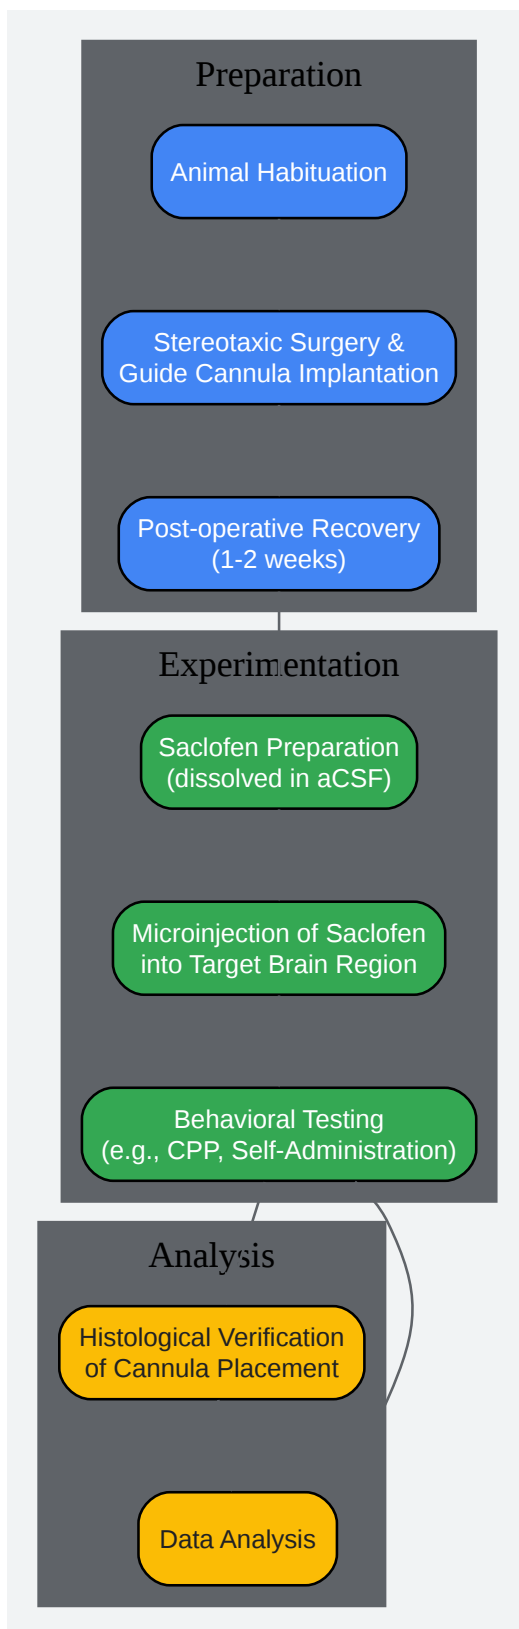 Preparation
Animal Habituation
Stereotaxic Surgery &
Guide Cannula Implantation
Post-operative Recovery
(1-2 weeks)
Experimentation
Saclofen Preparation
(dissolved in aCSF)
Microinjection of Saclofen
into Target Brain Region
Behavioral Testing
(e.g., CPP, Self-Administration)
Analysis
Histological Verification
of Cannula Placement
Data Analysis